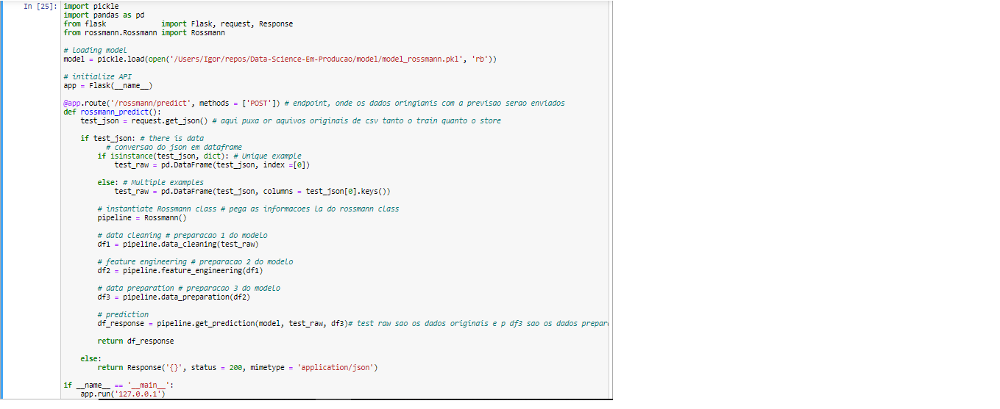 In [25]: import pickle
import pandas as pd
from flask import Flask, request, Response
from rossmann.Rossmann import Rossmann
# Loading model
model = pickle.load(open('/Users/Igor/repos/Data-Science-Em-Producao/model/model_rossmann.pkl', 'rb'))
# initialize API
app = Flask(__name__)
@app.route('/rossmann/predict', methods = ['POST']) # endpoint, onde os dados oringianis com a previsao serao enviados
def rossmann_predict():
test_json = request.get_json() # aqui puxa or aquivos originais de csv tanto o train quanto o store
if test_json: # there is data
# conversao do json em dataframe
if isinstance(test_json, dict): # Unique example
test_raw = pd.DataFrame(test_json, index =[0])
else: # Multiple examples
test_raw = pd.DataFrame(test_json, columns = test_json[0].keys())
# instantiate Rossmann class # pega as informacoes la do rossmann class
pipeline = Rossmann()
# data cleaning # preparacao 1 do modelo
df1 = pipeline.data_cleaning(test_raw)
# feature engineering # preparacao 2 do modelo
df2 = pipeline.feature_engineering(df1)
# data preparation # preparacao 3 do modelo
df3 = pipeline.data_preparation(df2)
# prediction
df_response = pipeline.get_prediction(model, test_raw, df3)# test raw sao os dados originais e p df3 sao os dados prepar
return df_response
else:
return Response('{}', status = 200, mimetype = 'application/json')
if __name__ == '__main__':
app.run('127.0.0.1')